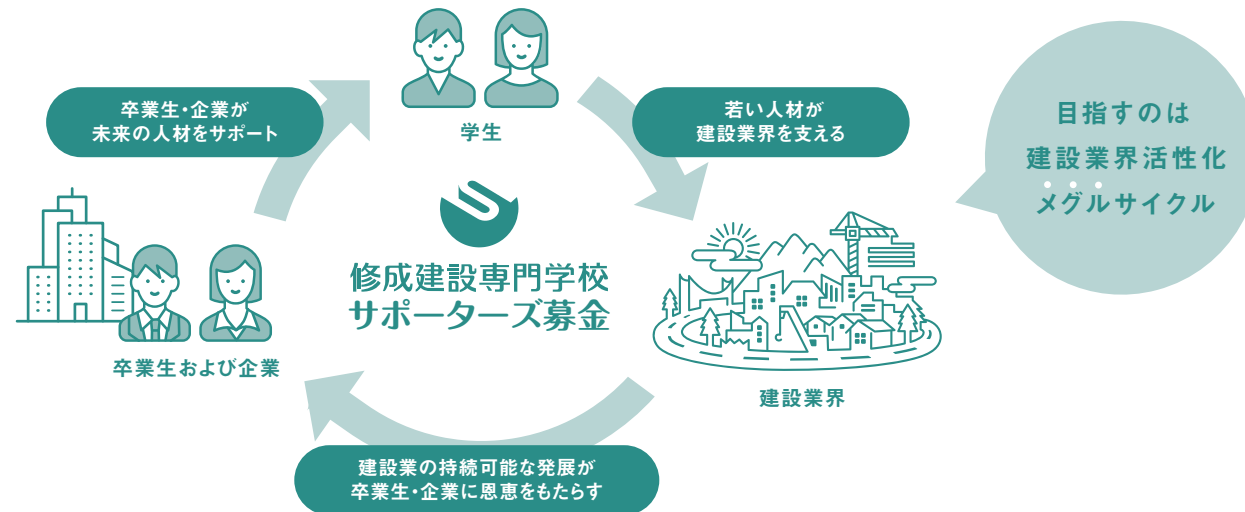 卒業生・企業が
未来の人材をサポート
学生
若い人材が
建設業界を支える
目指すのは
建設業界活性化
メグルサイクル
修成建設専門学校
サポーターズ募金
卒業生および企業
建設業界
建設業の持続可能な発展が
卒業生・企業に恩恵をもたらす